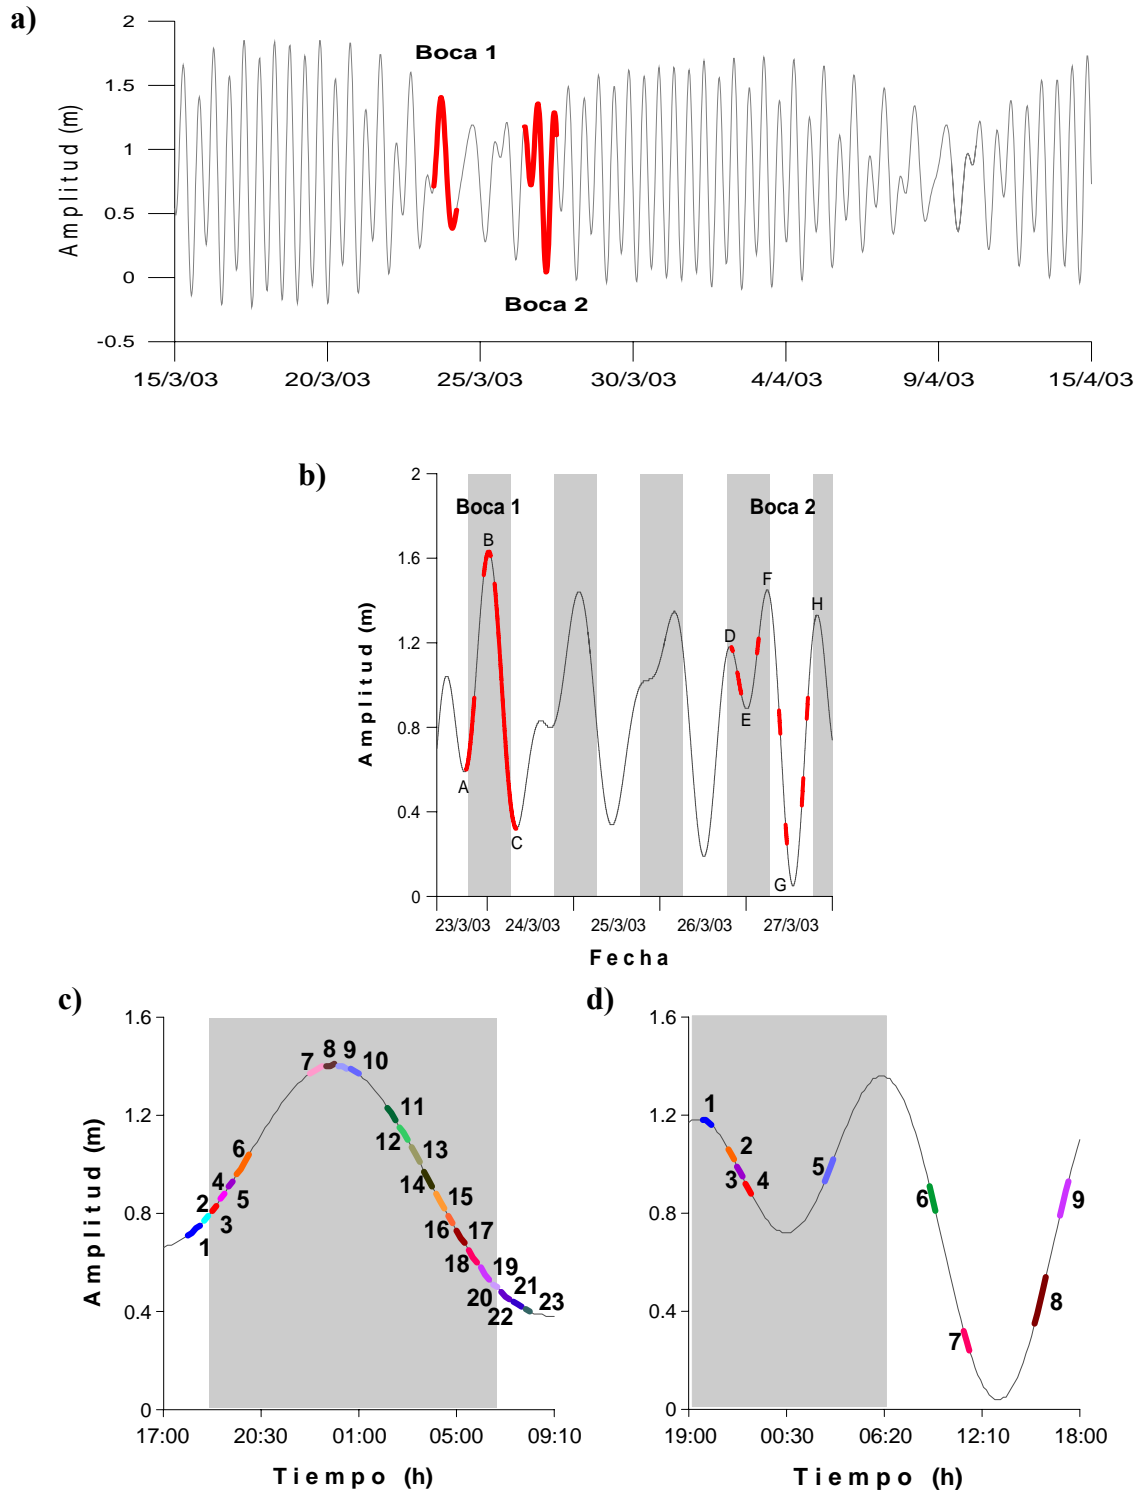 a)
2
1.5
1
0.5
0
-0.5
Amplitud (m)
Boca 1
Boca 2
15/3/03 20/3/03 25/3/03 30/3/03 4/4/03 9/4/03 15/4/03
b)
2
1.6
1.2
0.8
0.4
0
Amplitud (m)
Boca 1 Boca 2
A B C D E F G H
23/3/03 24/3/03 25/3/03 26/3/03 27/3/03
Fecha
c)
1.6
1.2
0.8
0.4
0
Amplitud (m)
1 2 3 4 5 6 7 8 9 10 11 12 13 14 15 16 17 18 19 20 21 22 23
17:00 20:30 01:00 05:00 09:10
Tiempo (h)
d)
1.6
1.2
0.8
0.4
0
1 2 3 4 5 6 7 8 9
19:00 00:30 06:20 12:10 18:00
Tiempo (h)